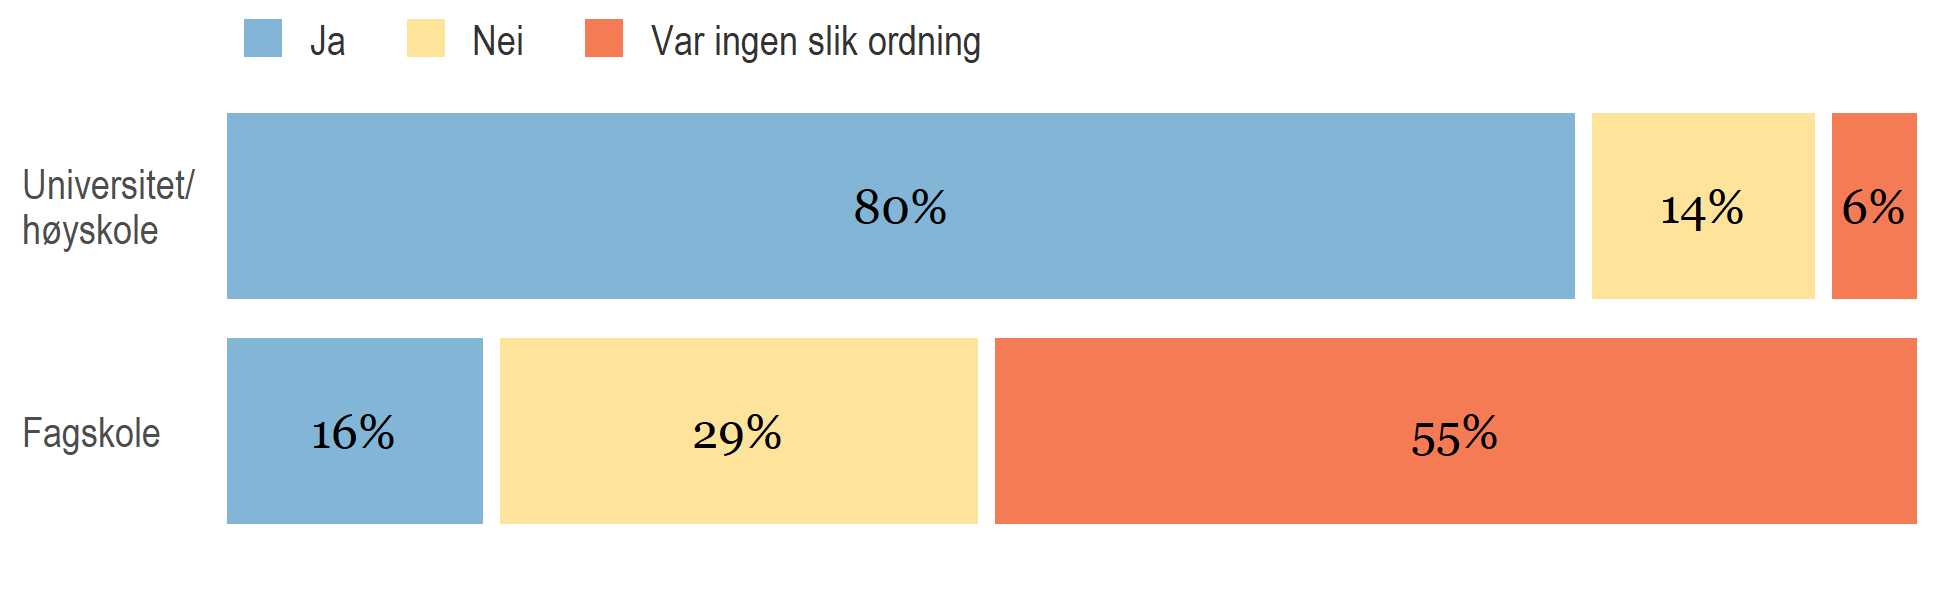 Ja Nei Var ingen slik ordning
Universitet/
høyskole
80% 14% 6%
Fagskole
16% 29% 55%